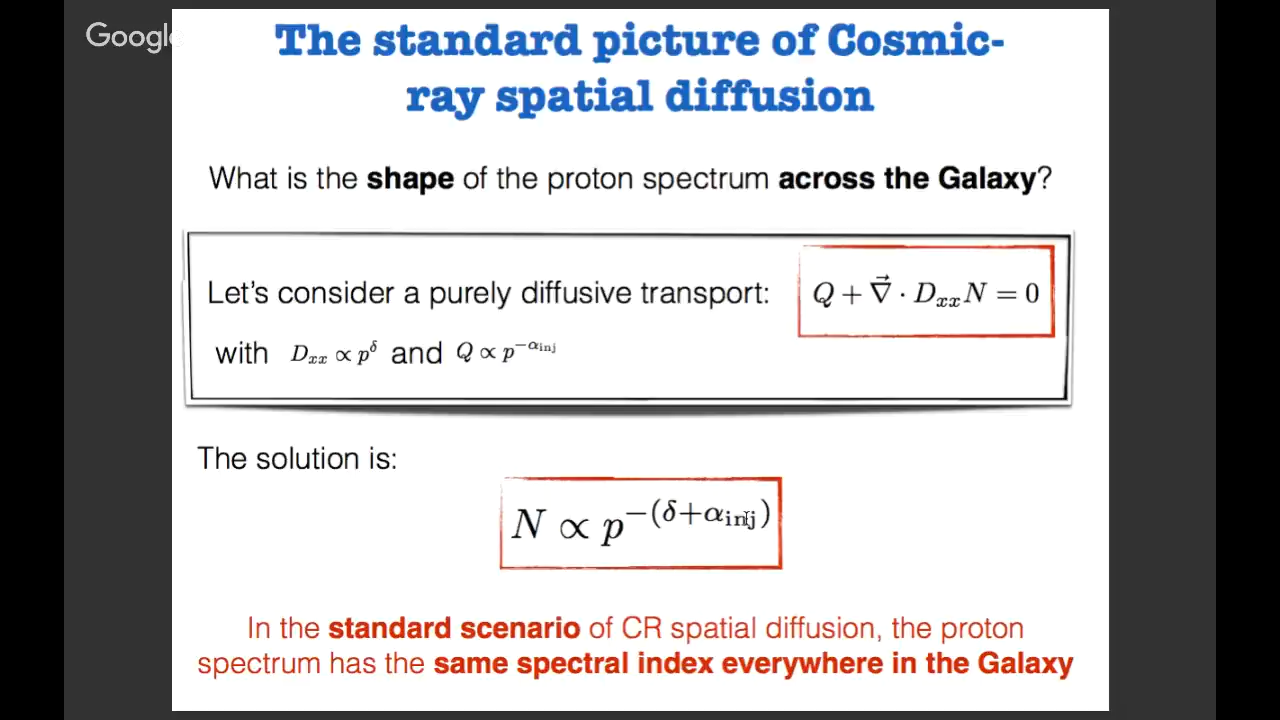 Google
The standard picture of Cosmic-
ray spatial diffusion
What is the shape of the proton spectrum across the Galaxy?
Let's consider a purely diffusive transport: Q + ∇⃗ · Dₓₓ N = 0
with Dₓₓ ∝ p^δ and Q ∝ p^{−α_inj}
The solution is:
N ∝ p^{−(δ+α_inj)}
In the standard scenario of CR spatial diffusion, the proton
spectrum has the same spectral index everywhere in the Galaxy